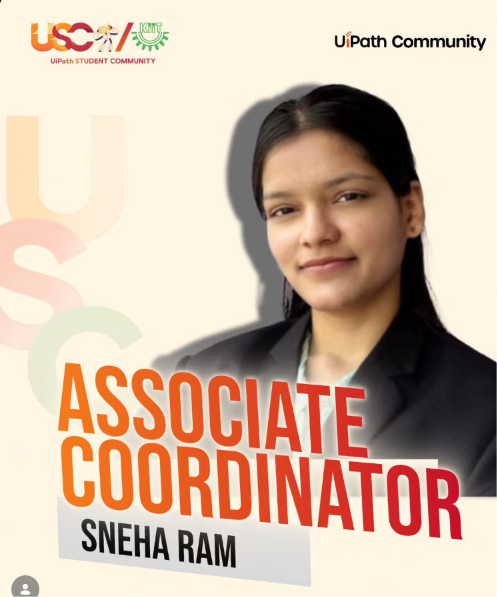 USC/ KIIT
UiPath STUDENT COMMUNITY
UiPath Community
U
S
C
ASSOCIATE
COORDINATOR
SNEHA RAM